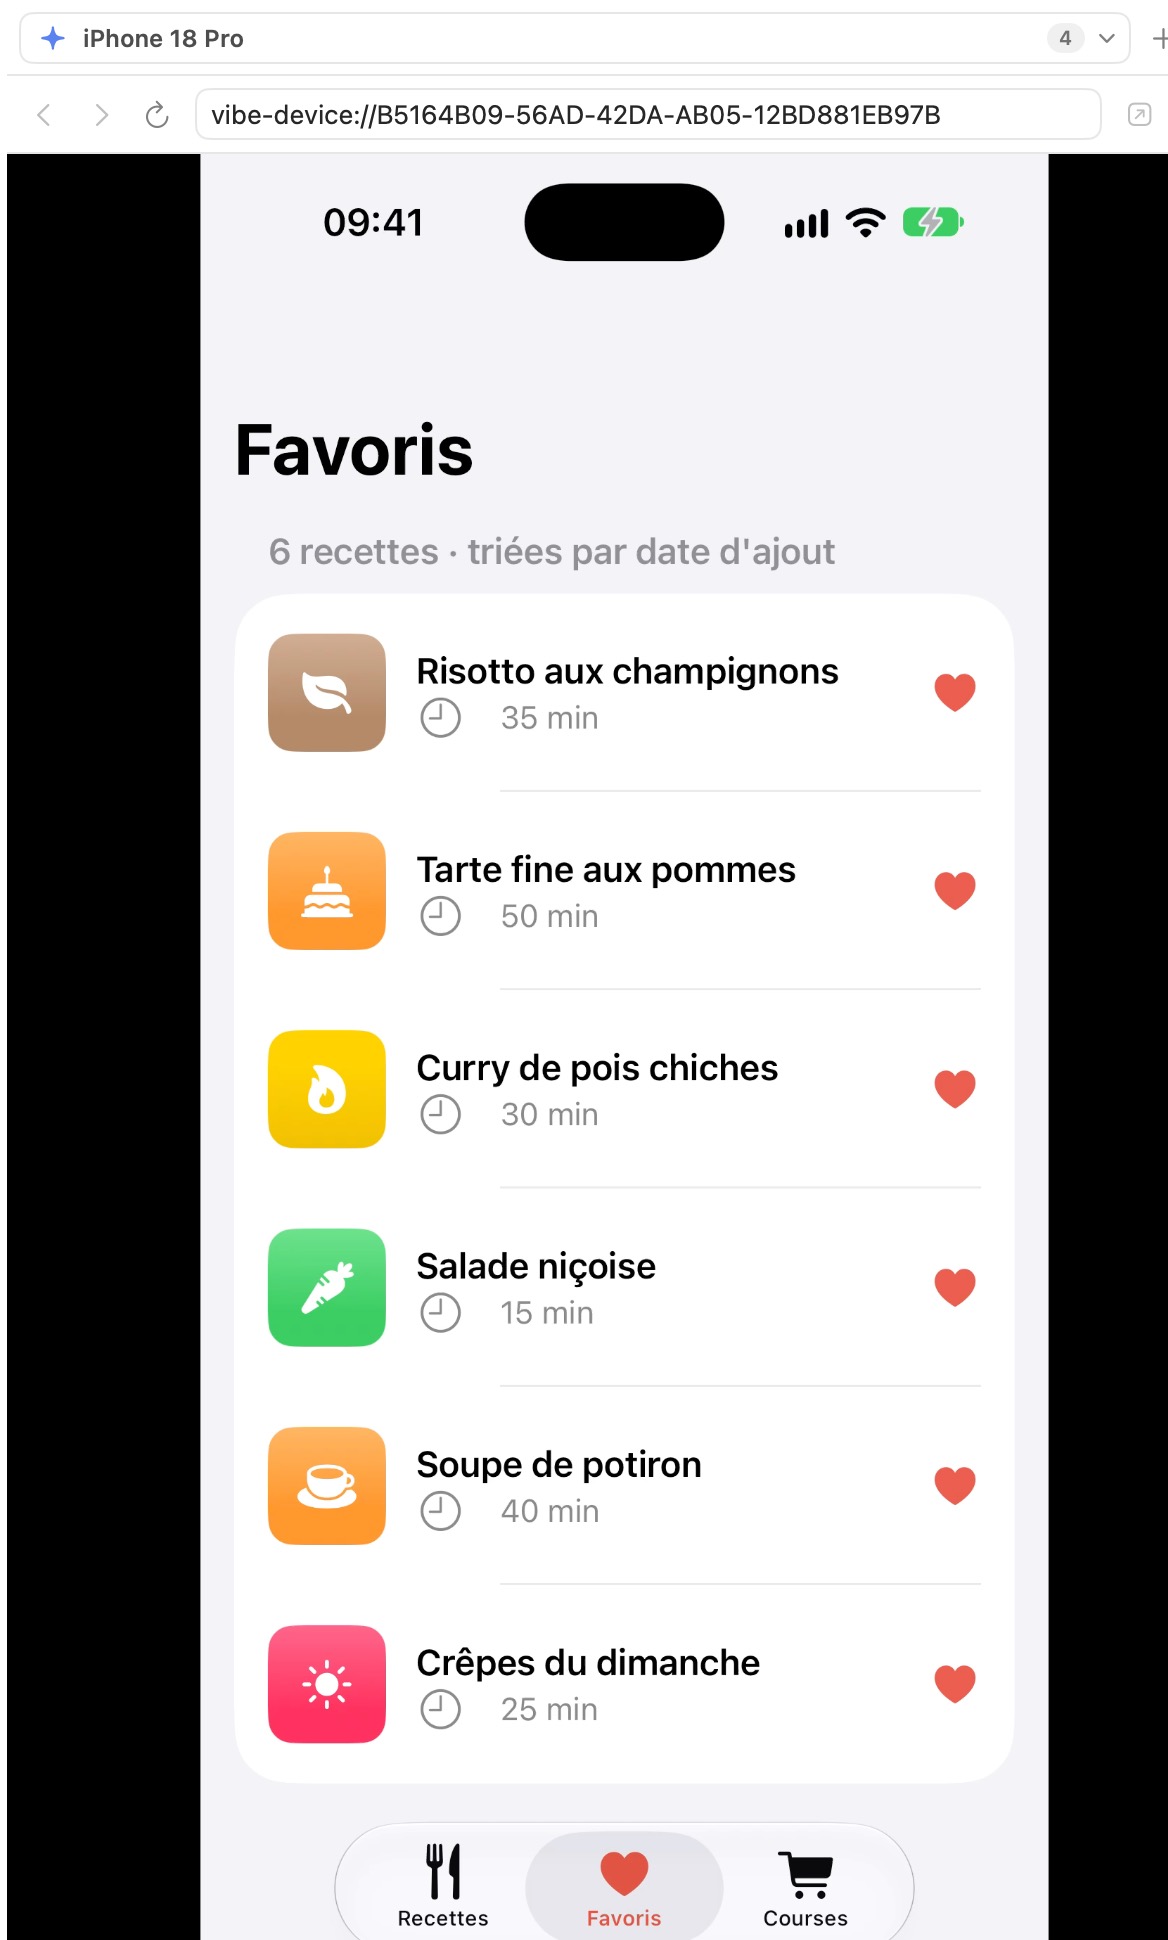 iPhone 18 Pro
4
vibe-device://B5164B09-56AD-42DA-AB05-12BD881EB97B
09:41
Favoris
6 recettes · triées par date d'ajout
Risotto aux champignons
35 min
Tarte fine aux pommes
50 min
Curry de pois chiches
30 min
Salade niçoise
15 min
Soupe de potiron
40 min
Crêpes du dimanche
25 min
Recettes
Favoris
Courses